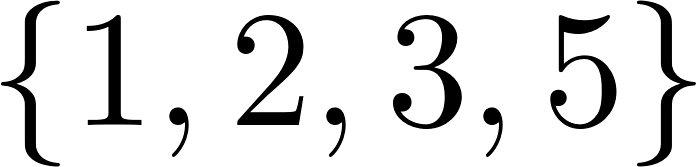 {1, 2, 3, 5}